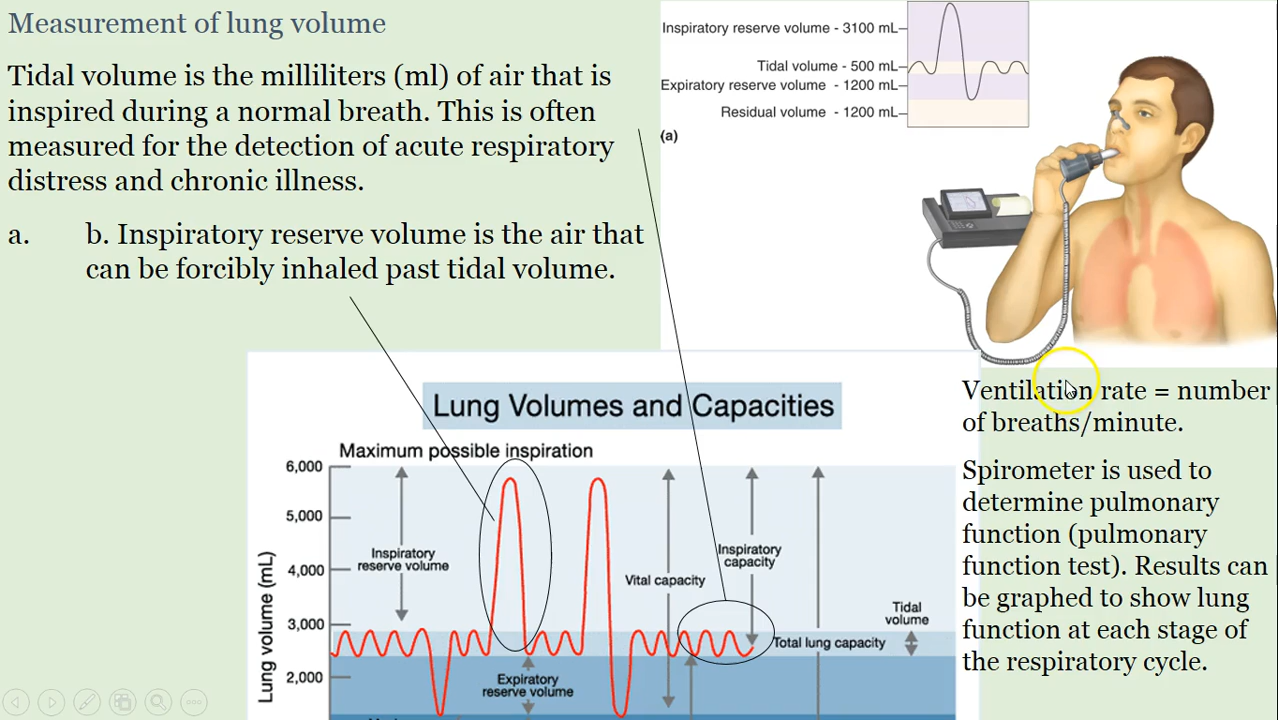 Measurement of lung volume
Tidal volume is the milliliters (ml) of air that is
inspired during a normal breath. This is often
measured for the detection of acute respiratory
distress and chronic illness.
a. b. Inspiratory reserve volume is the air that
can be forcibly inhaled past tidal volume.
Inspiratory reserve volume - 3100 mL
Tidal volume - 500 mL
Expiratory reserve volume - 1200 mL
Residual volume - 1200 mL
(a)
Ventilation rate = number
of breaths/minute.
Spirometer is used to
determine pulmonary
function (pulmonary
function test). Results can
be graphed to show lung
function at each stage of
the respiratory cycle.
Lung Volumes and Capacities
Maximum possible inspiration
6,000
5,000
4,000
3,000
2,000
Lung volume (mL)
Inspiratory
reserve volume
Expiratory
reserve volume
Vital capacity
Inspiratory
capacity
Total lung capacity
Tidal
volume